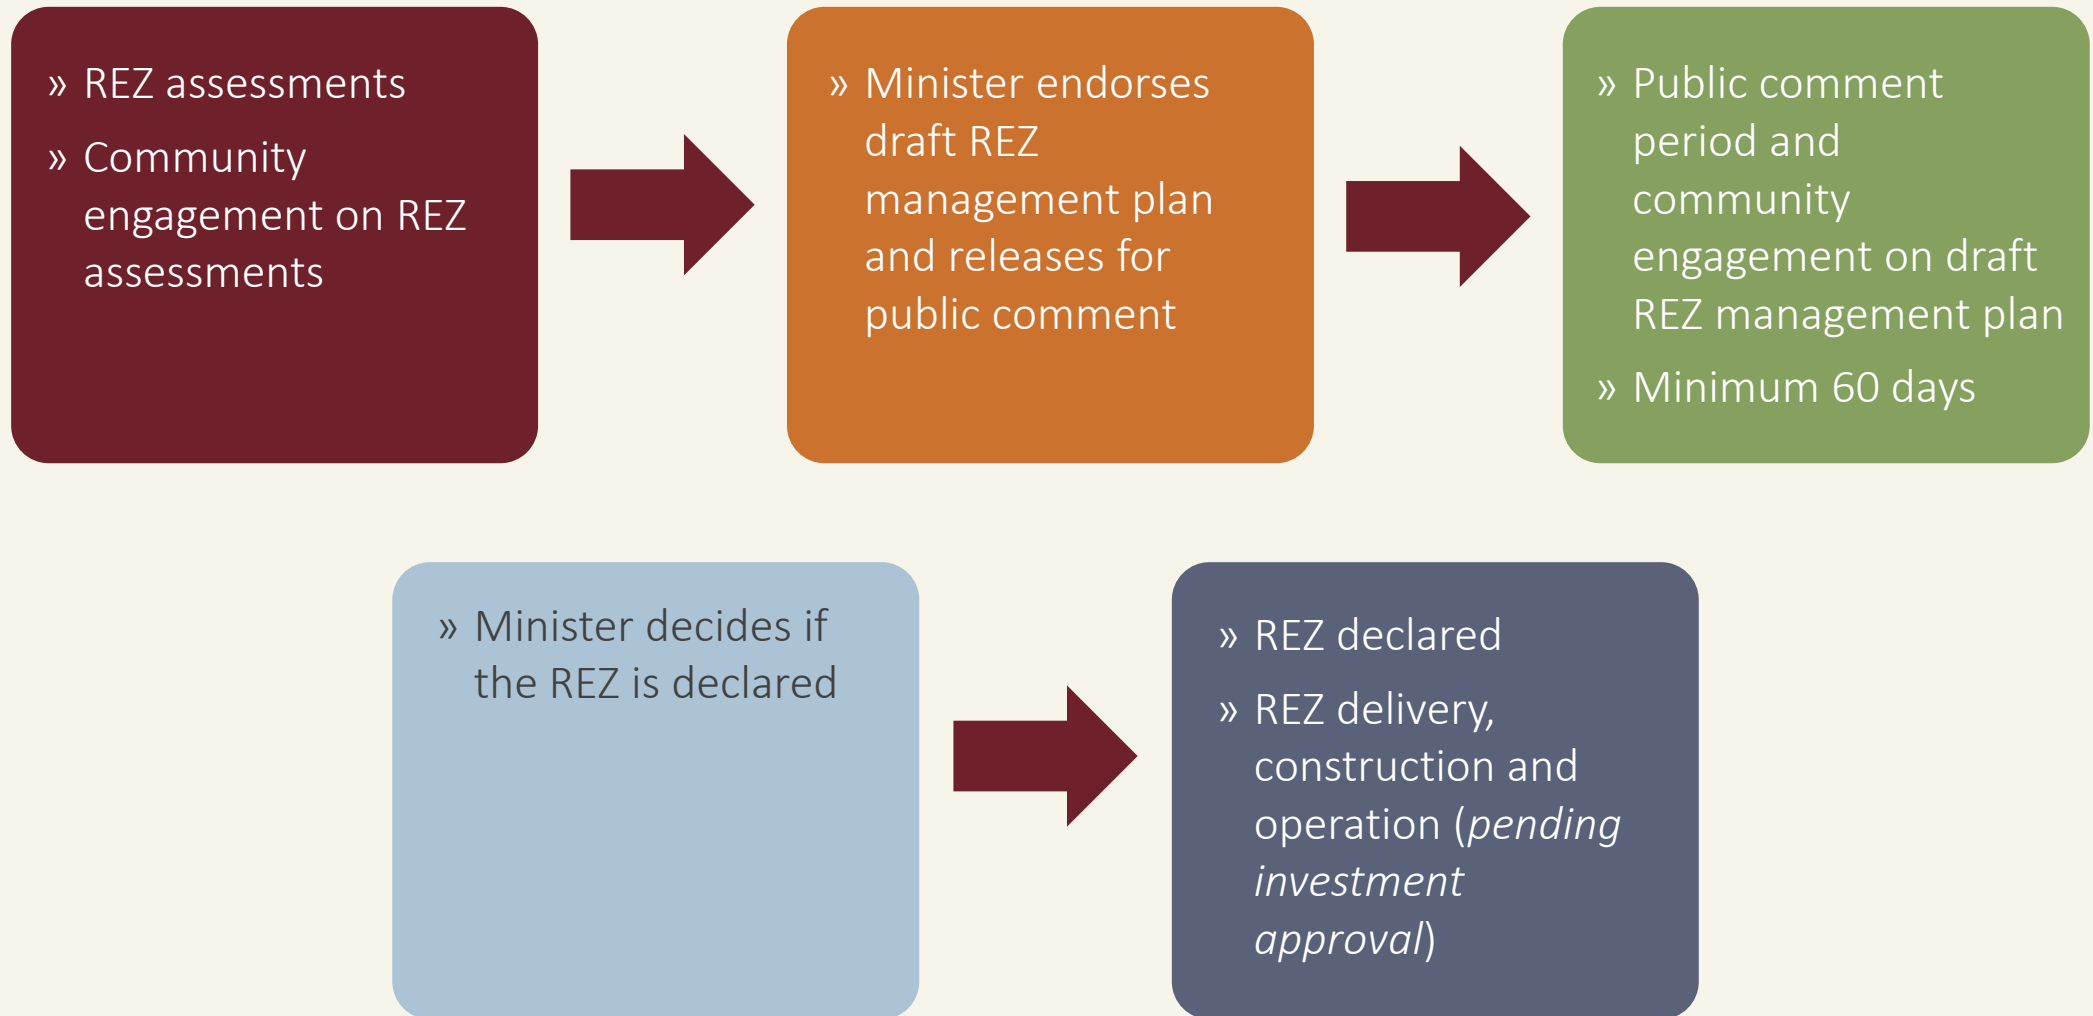 » REZ assessments
» Community
engagement on REZ
assessments
» Minister endorses
draft REZ
management plan
and releases for
public comment
» Public comment
period and
community
engagement on draft
REZ management plan
» Minimum 60 days
» Minister decides if
the REZ is declared
» REZ declared
» REZ delivery,
construction and
operation (pending
investment
approval)